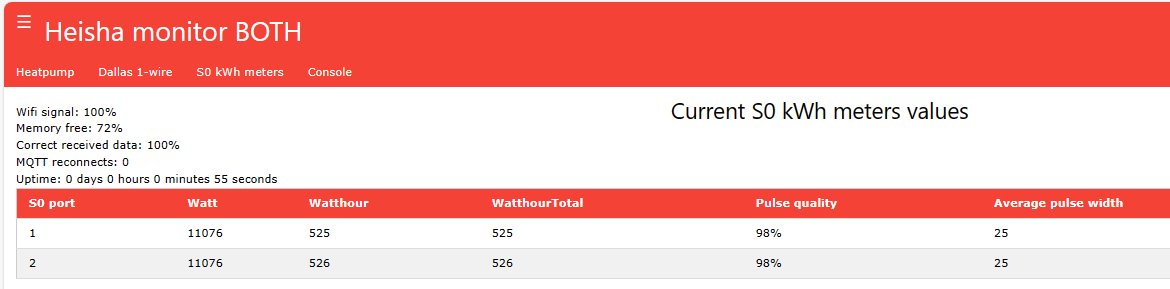 ☰ Heisha monitor BOTH
Heatpump Dallas 1-wire S0 kWh meters Console
Wifi signal: 100%
Memory free: 72%
Correct received data: 100%
MQTT reconnects: 0
Uptime: 0 days 0 hours 0 minutes 55 seconds
Current S0 kWh meters values
S0 port Watt Watthour WatthourTotal Pulse quality Average pulse width
1 11076 525 525 98% 25
2 11076 526 526 98% 25